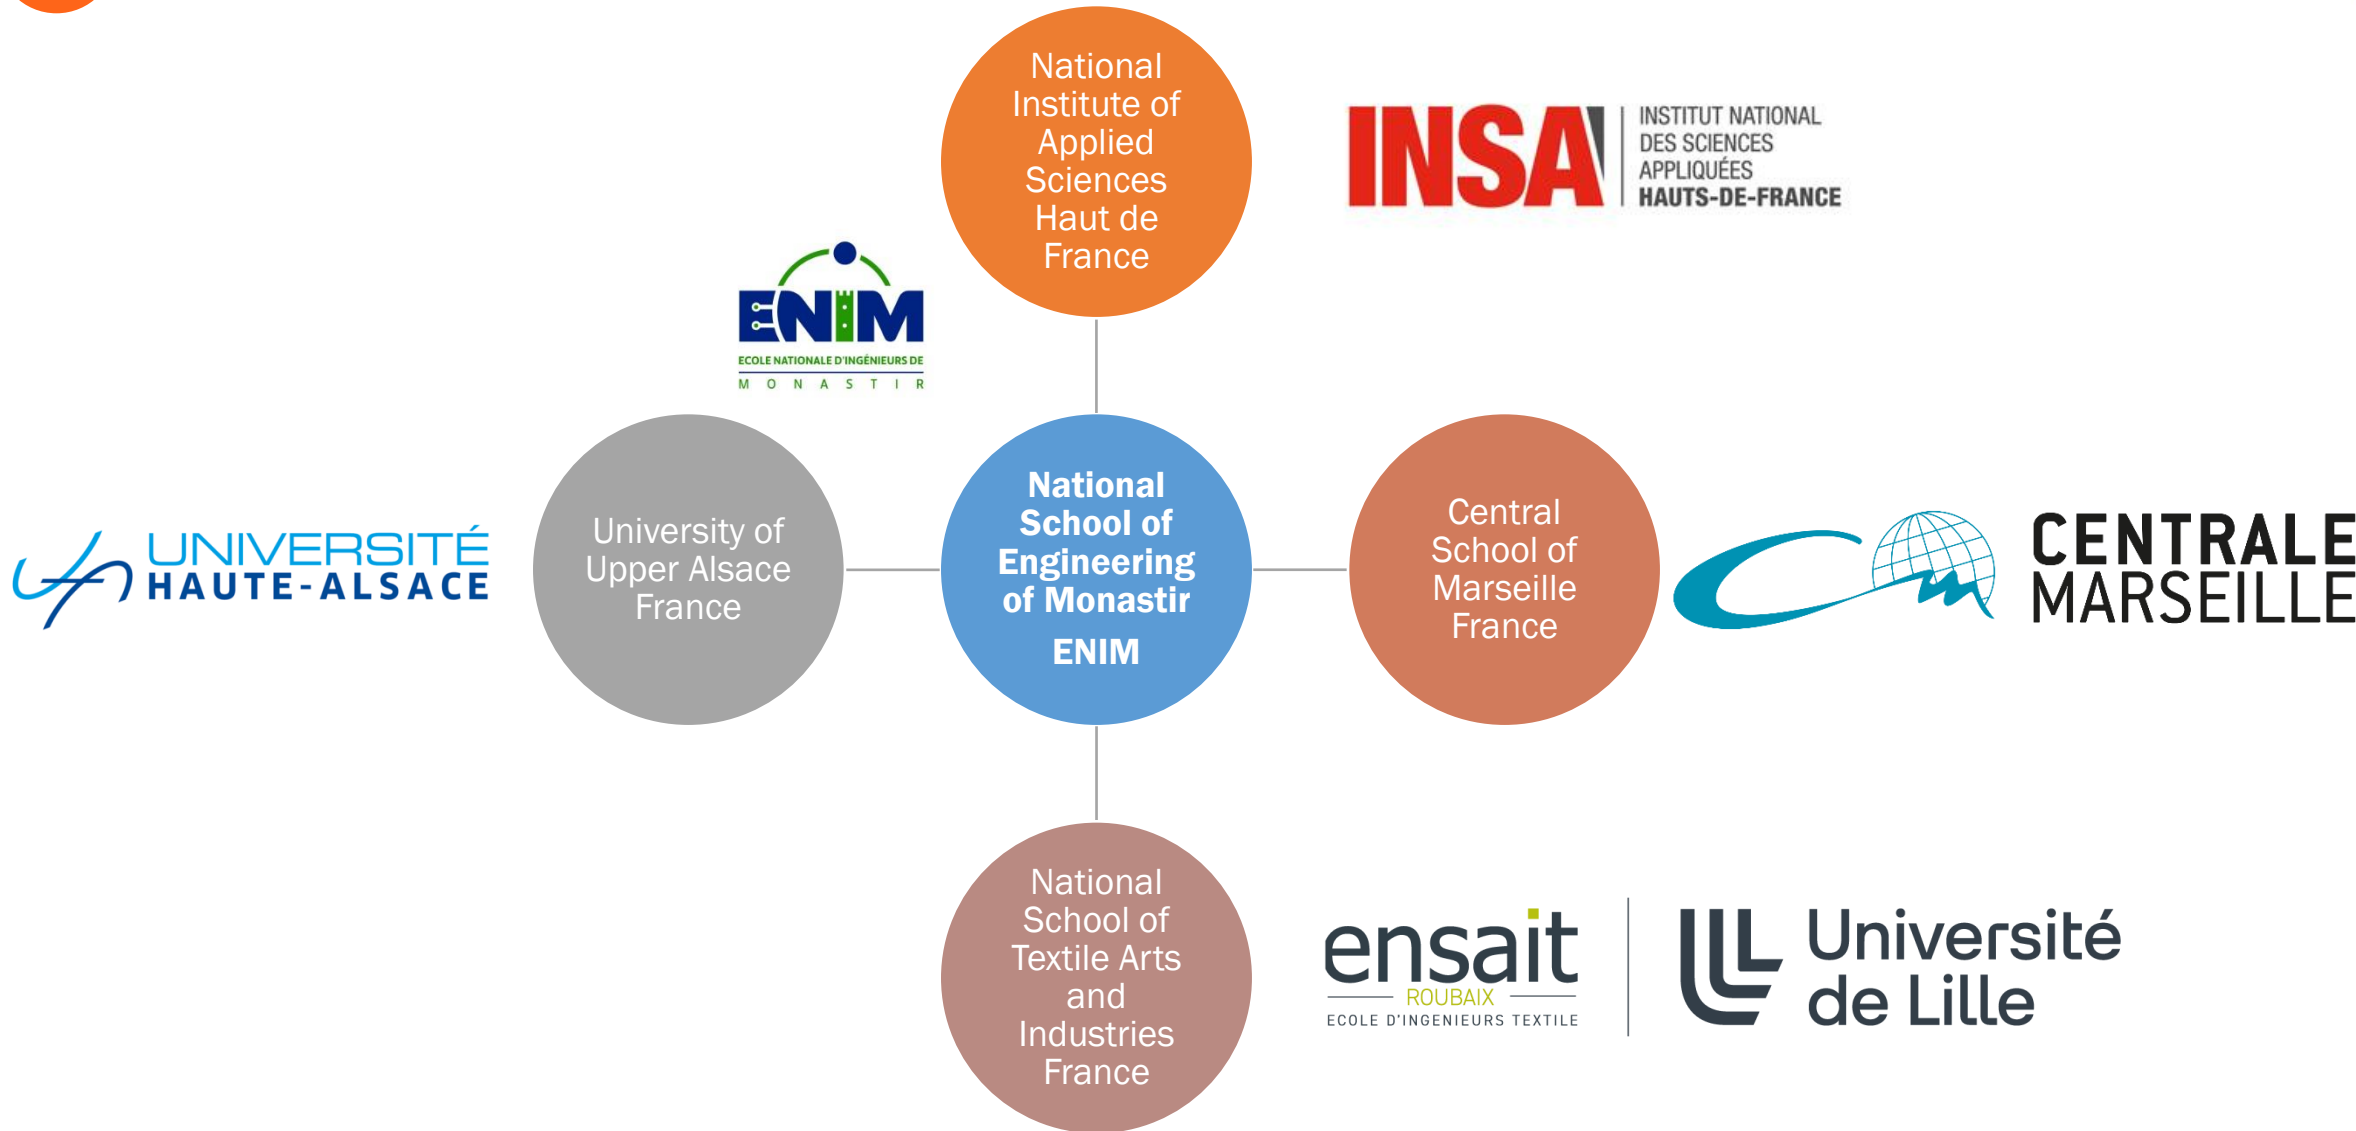 National
Institute of
Applied
Sciences
Haut de
France
INSA
INSTITUT NATIONAL
DES SCIENCES
APPLIQUÉES
HAUTS-DE-FRANCE
ENIM
ECOLE NATIONALE D'INGÉNIEURS DE
MONASTIR
UNIVERSITÉ
HAUTE-ALSACE
University of
Upper Alsace
France
National
School of
Engineering
of Monastir
ENIM
Central
School of
Marseille
France
CENTRALE
MARSEILLE
National
School of
Textile Arts
and
Industries
France
ensait
ROUBAIX
ECOLE D'INGENIEURS TEXTILE
Université
de Lille